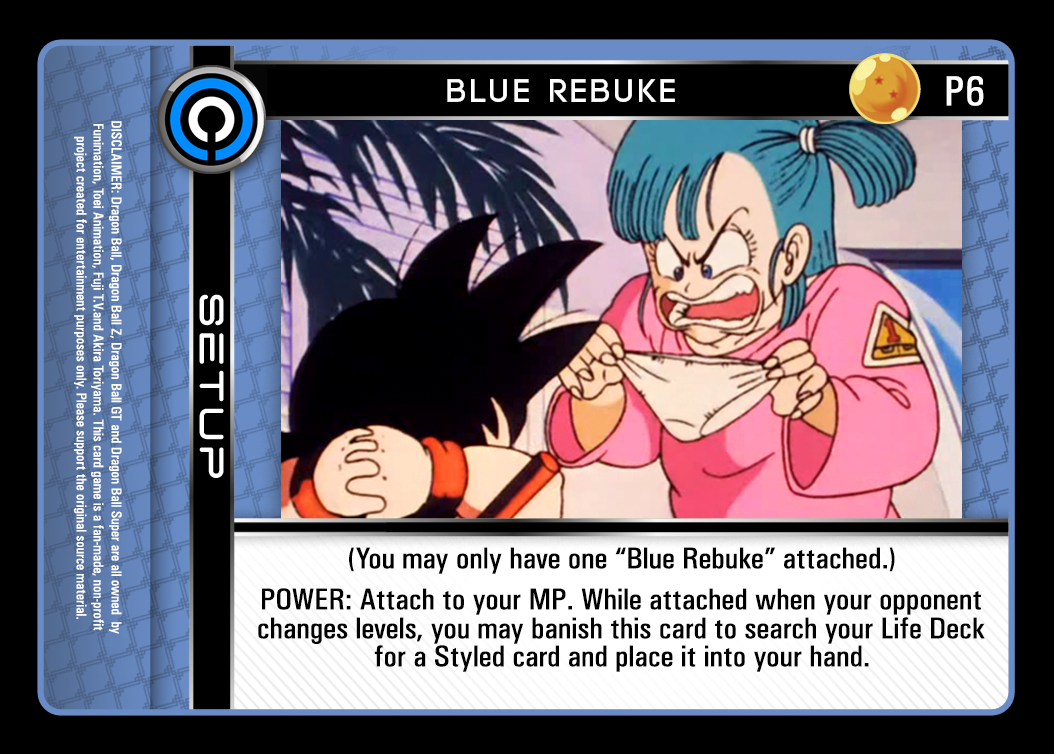 BLUE REBUKE
P6
SETUP
(You may only have one “Blue Rebuke” attached.)
POWER: Attach to your MP. While attached when your opponent
changes levels, you may banish this card to search your Life Deck
for a Styled card and place it into your hand.
DISCLAIMER: Dragon Ball, Dragon Ball Z, Dragon Ball GT and Dragon Ball Super are all owned by
Funimation, Toei Animation, Fuji T.V.and Akira Toriyama. This card game is a fan-made, non-profit
project created for entertainment purposes only. Please support the original source material.